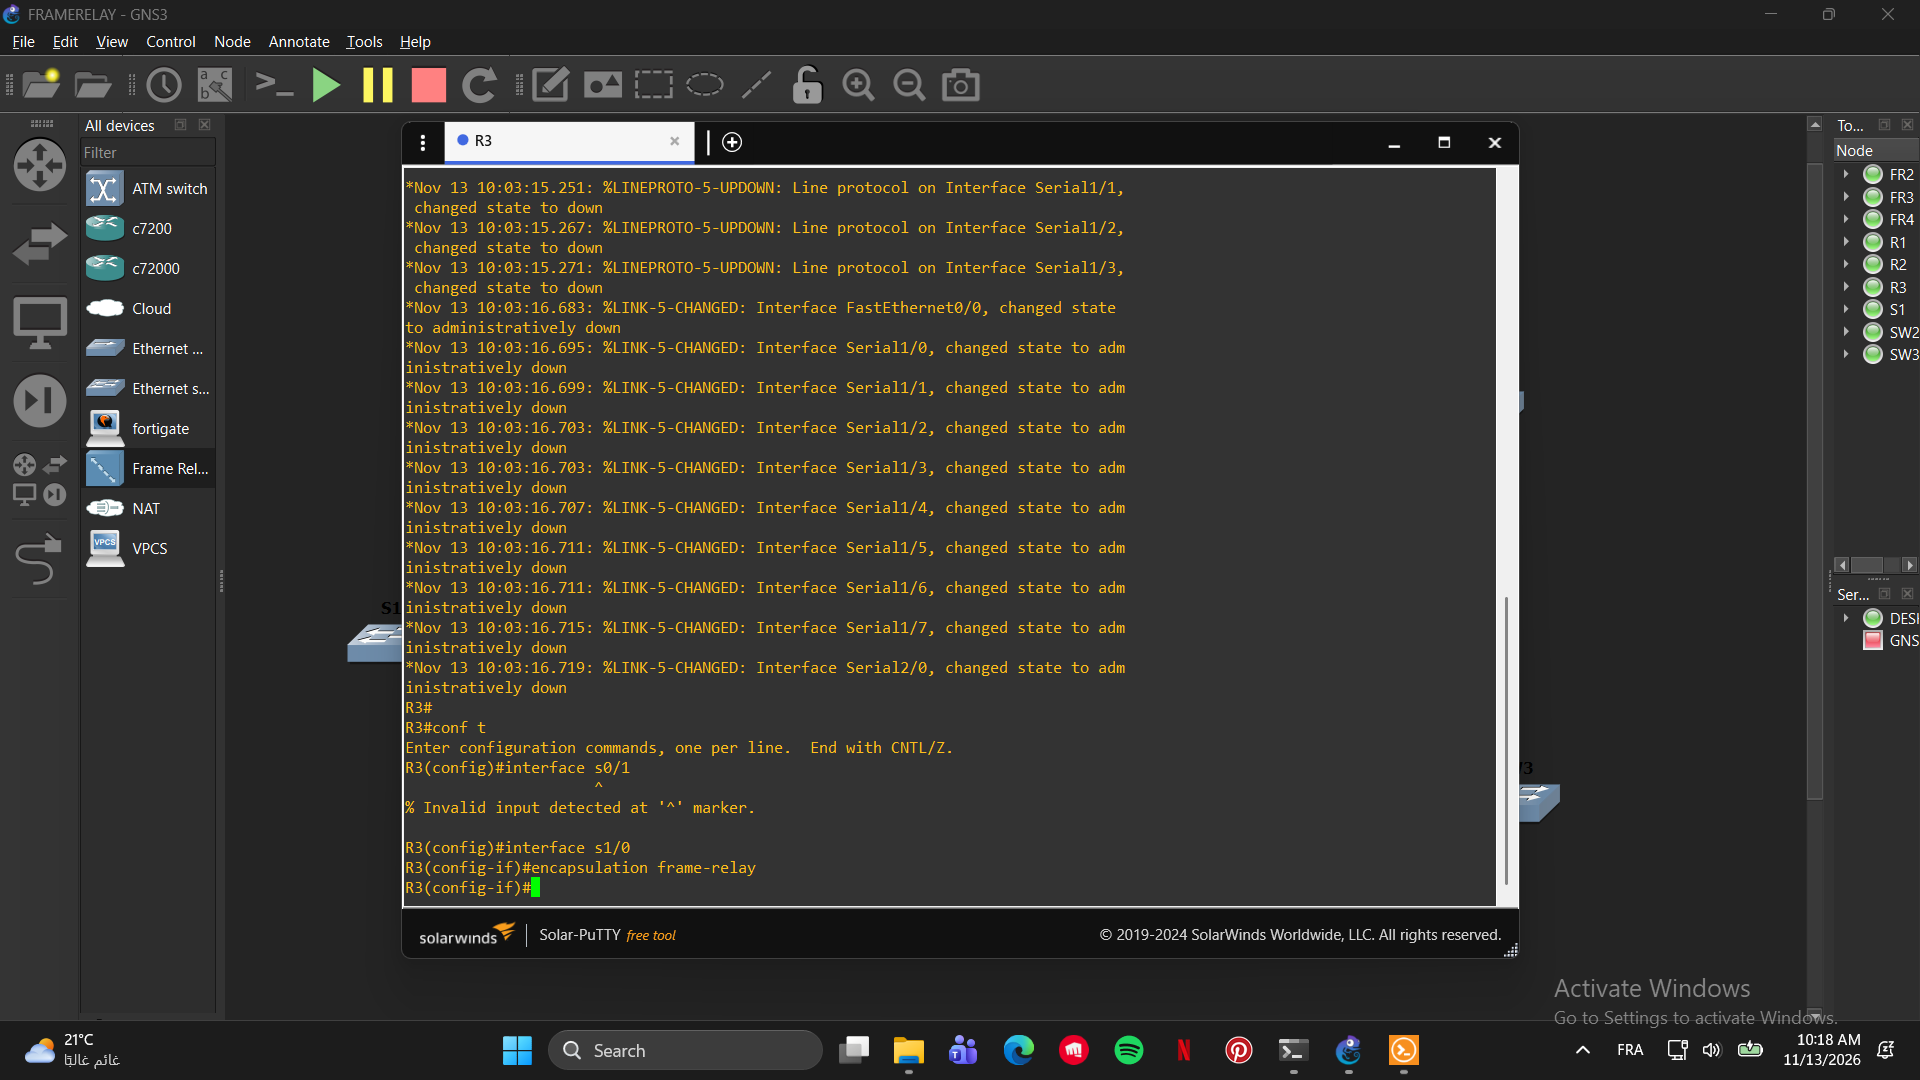 FRAMERELAY - GNS3
File Edit View Control Node Annotate Tools Help
All devices
Filter
ATM switch
c7200
c72000
Cloud
Ethernet ...
Ethernet s...
fortigate
Frame Rel...
NAT
VPCS
VPCS
S1
R3
*Nov 13 10:03:15.251: %LINEPROTO-5-UPDOWN: Line protocol on Interface Serial1/1,
changed state to down
*Nov 13 10:03:15.267: %LINEPROTO-5-UPDOWN: Line protocol on Interface Serial1/2,
changed state to down
*Nov 13 10:03:15.271: %LINEPROTO-5-UPDOWN: Line protocol on Interface Serial1/3,
changed state to down
*Nov 13 10:03:16.683: %LINK-5-CHANGED: Interface FastEthernet0/0, changed state
to administratively down
*Nov 13 10:03:16.695: %LINK-5-CHANGED: Interface Serial1/0, changed state to adm
inistratively down
*Nov 13 10:03:16.699: %LINK-5-CHANGED: Interface Serial1/1, changed state to adm
inistratively down
*Nov 13 10:03:16.703: %LINK-5-CHANGED: Interface Serial1/2, changed state to adm
inistratively down
*Nov 13 10:03:16.703: %LINK-5-CHANGED: Interface Serial1/3, changed state to adm
inistratively down
*Nov 13 10:03:16.707: %LINK-5-CHANGED: Interface Serial1/4, changed state to adm
inistratively down
*Nov 13 10:03:16.711: %LINK-5-CHANGED: Interface Serial1/5, changed state to adm
inistratively down
*Nov 13 10:03:16.711: %LINK-5-CHANGED: Interface Serial1/6, changed state to adm
inistratively down
*Nov 13 10:03:16.715: %LINK-5-CHANGED: Interface Serial1/7, changed state to adm
inistratively down
*Nov 13 10:03:16.719: %LINK-5-CHANGED: Interface Serial2/0, changed state to adm
inistratively down
R3#
R3#conf t
Enter configuration commands, one per line.  End with CNTL/Z.
R3(config)#interface s0/1
^
% Invalid input detected at '^' marker.
R3(config)#interface s1/0
R3(config-if)#encapsulation frame-relay
R3(config-if)#
solarwinds Solar-PuTTY free tool
© 2019-2024 SolarWinds Worldwide, LLC. All rights reserved.
To...
Node
FR2
FR3
FR4
R1
R2
R3
S1
SW2
SW3
Ser...
DESI
GNS
Activate Windows
Go to Settings to activate Windows.
21°C
غائم غالبًا
Search
FRA
10:18 AM
11/13/2026